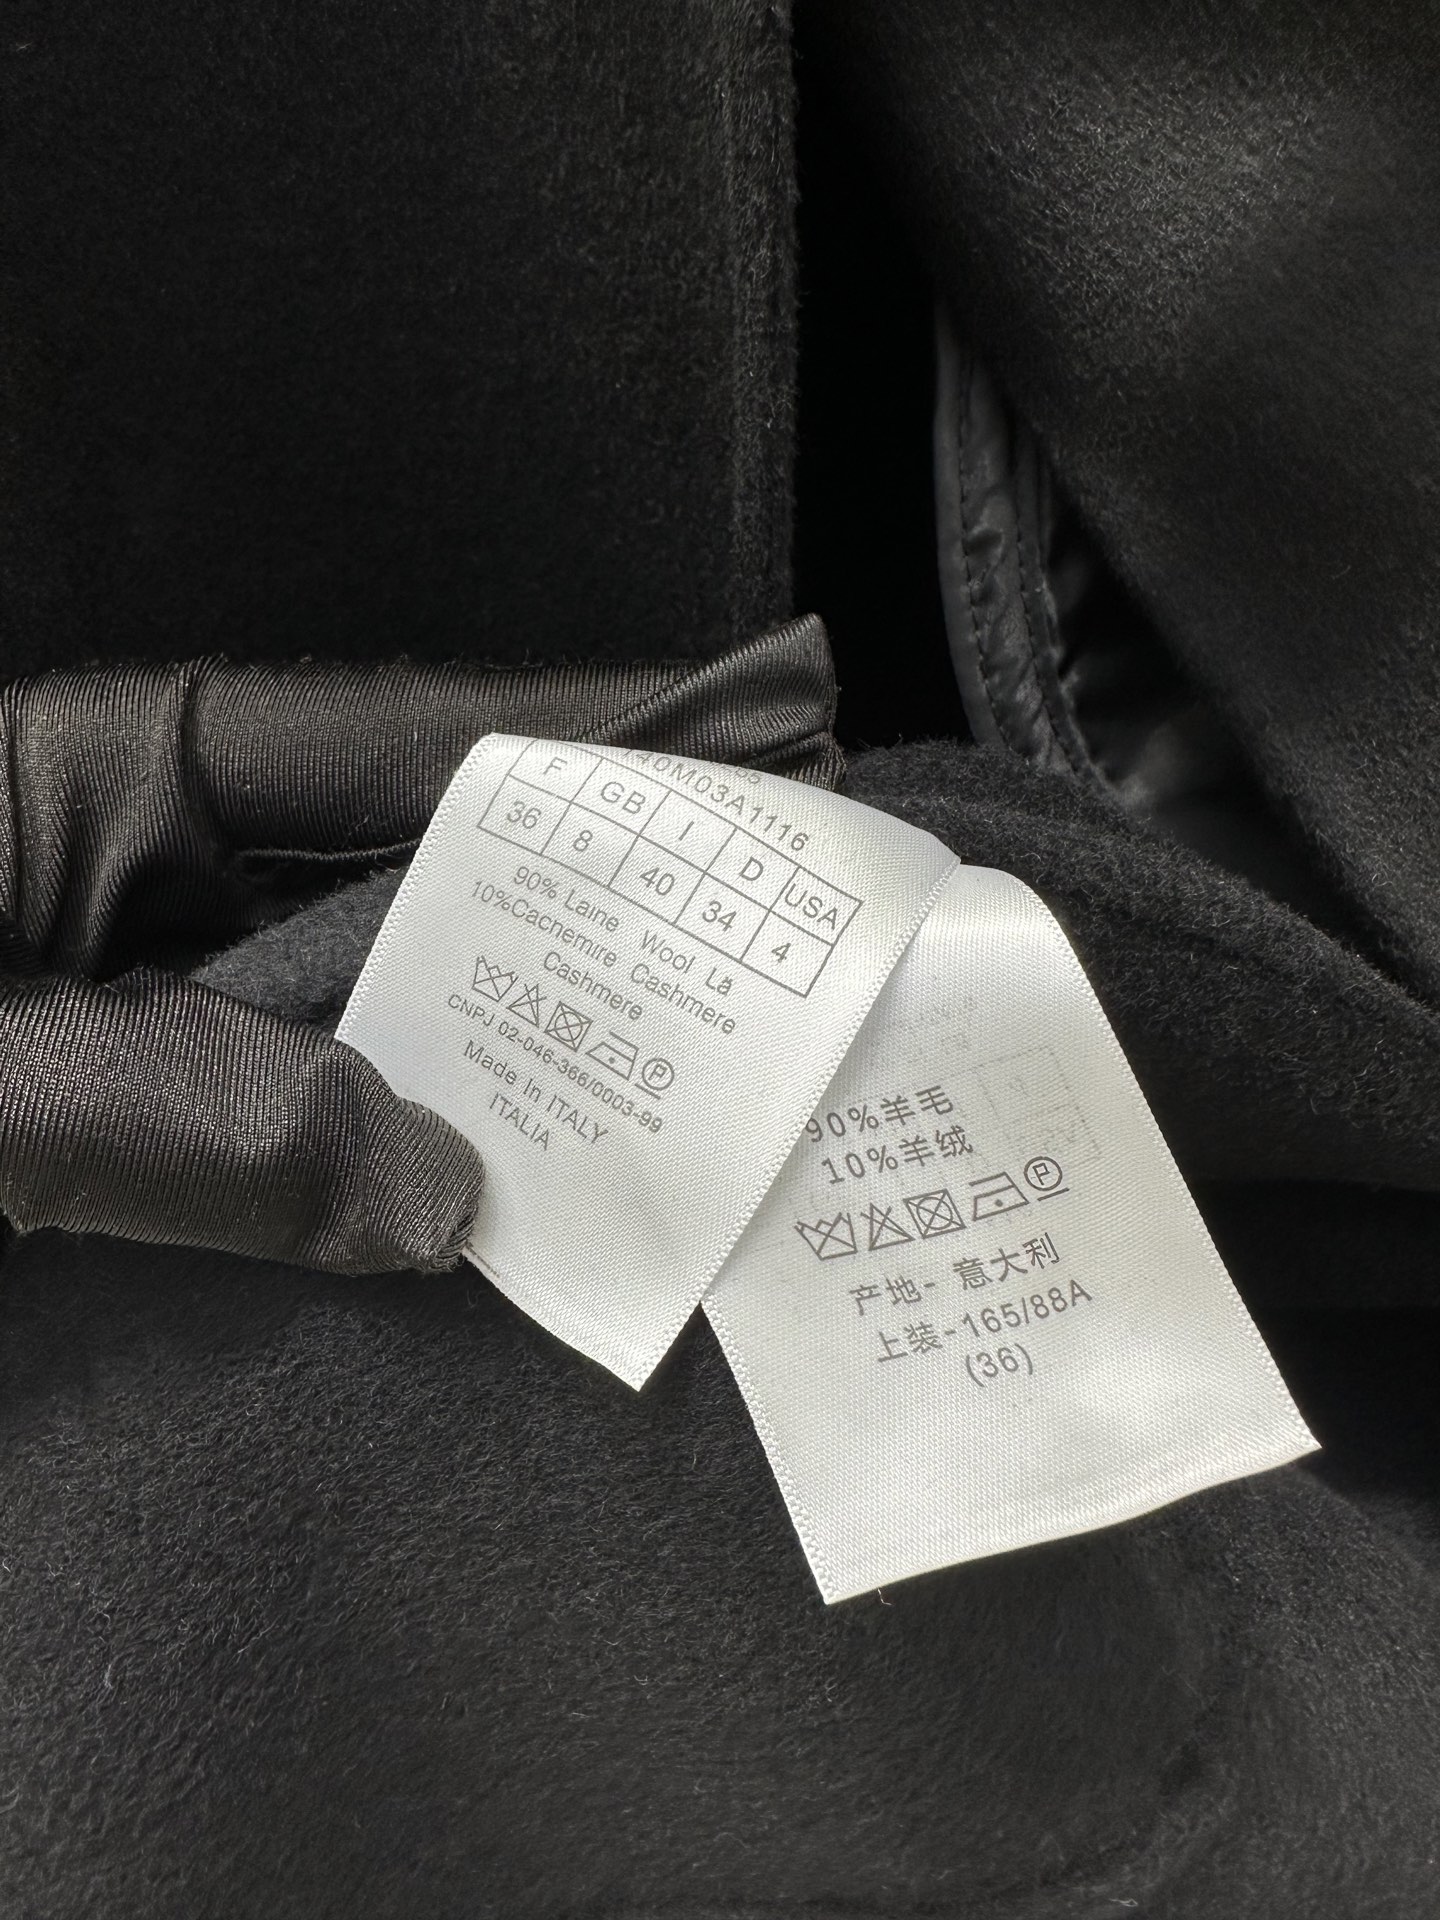 140M03A1116
F GB I D USA
36 8 40 34 4
90% Laine Wool La
10%Cacnemire Cashmere
Cashmere
CNPJ 02-046-366/0003-99
Made In ITALY
ITALIA
90%羊毛
10%羊绒
产地- 意大利
上装-165/88A
(36)